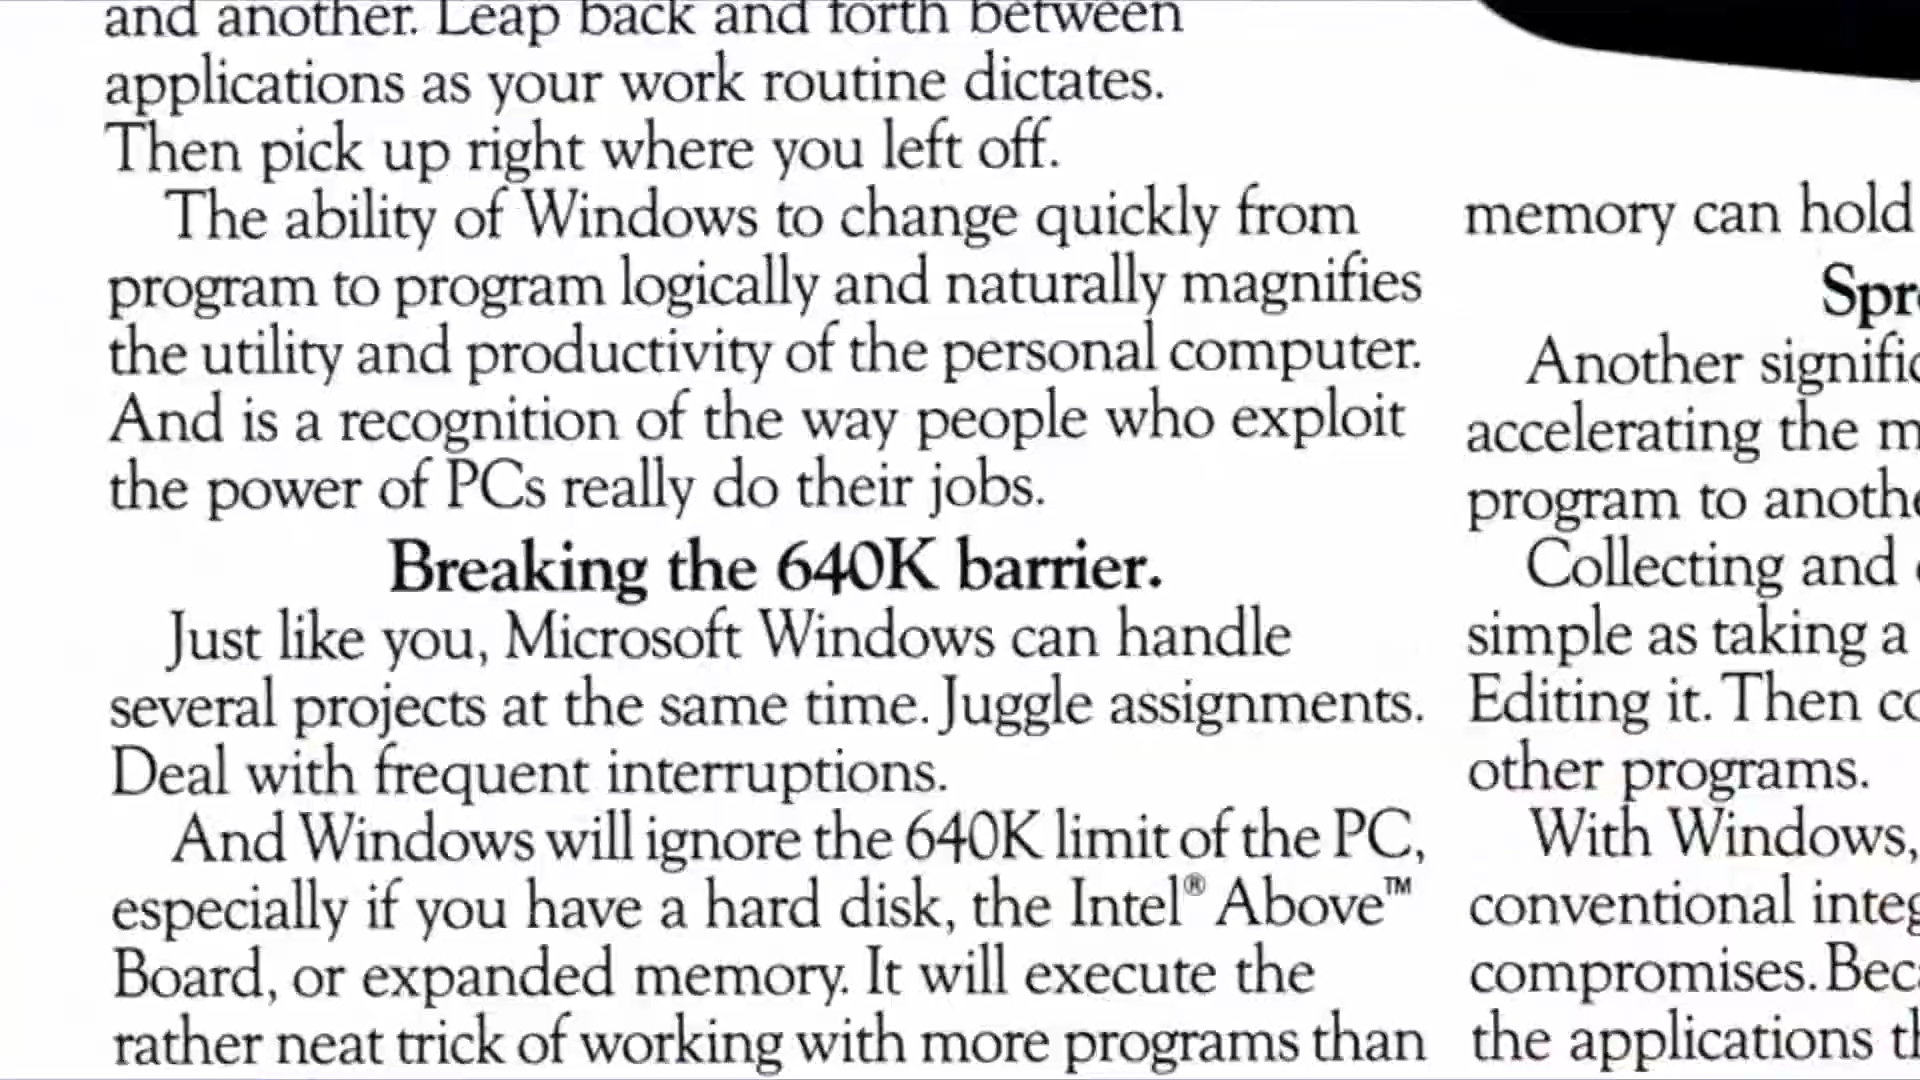 and another. Leap back and forth between
applications as your work routine dictates.
Then pick up right where you left off.
The ability of Windows to change quickly from
program to program logically and naturally magnifies
the utility and productivity of the personal computer.
And is a recognition of the way people who exploit
the power of PCs really do their jobs.
Breaking the 640K barrier.
Just like you, Microsoft Windows can handle
several projects at the same time. Juggle assignments.
Deal with frequent interruptions.
And Windows will ignore the 640K limit of the PC,
especially if you have a hard disk, the Intel® Above™
Board, or expanded memory. It will execute the
rather neat trick of working with more programs than
memory can hold
Another
accelerating the
program to
Collecting and
simple as taking a
Editing it. Then
other programs.
With Windows,
conventional
compromises.
the applications